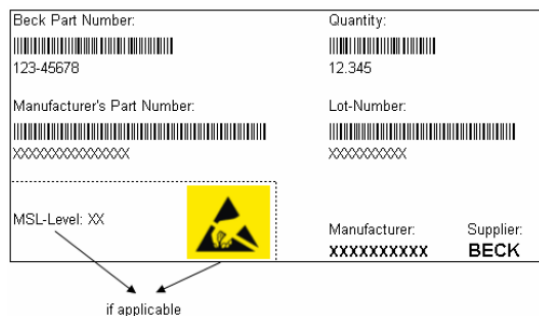 Beck Part Number:
123-45678
Quantity:
12.345
Manufacturer's Part Number:
XXXXXXXXXXXXXXX
Lot-Number:
XXXXXXXXXX
MSL-Level: XX
Manufacturer:
XXXXXXXXXX
Supplier:
BECK
if applicable